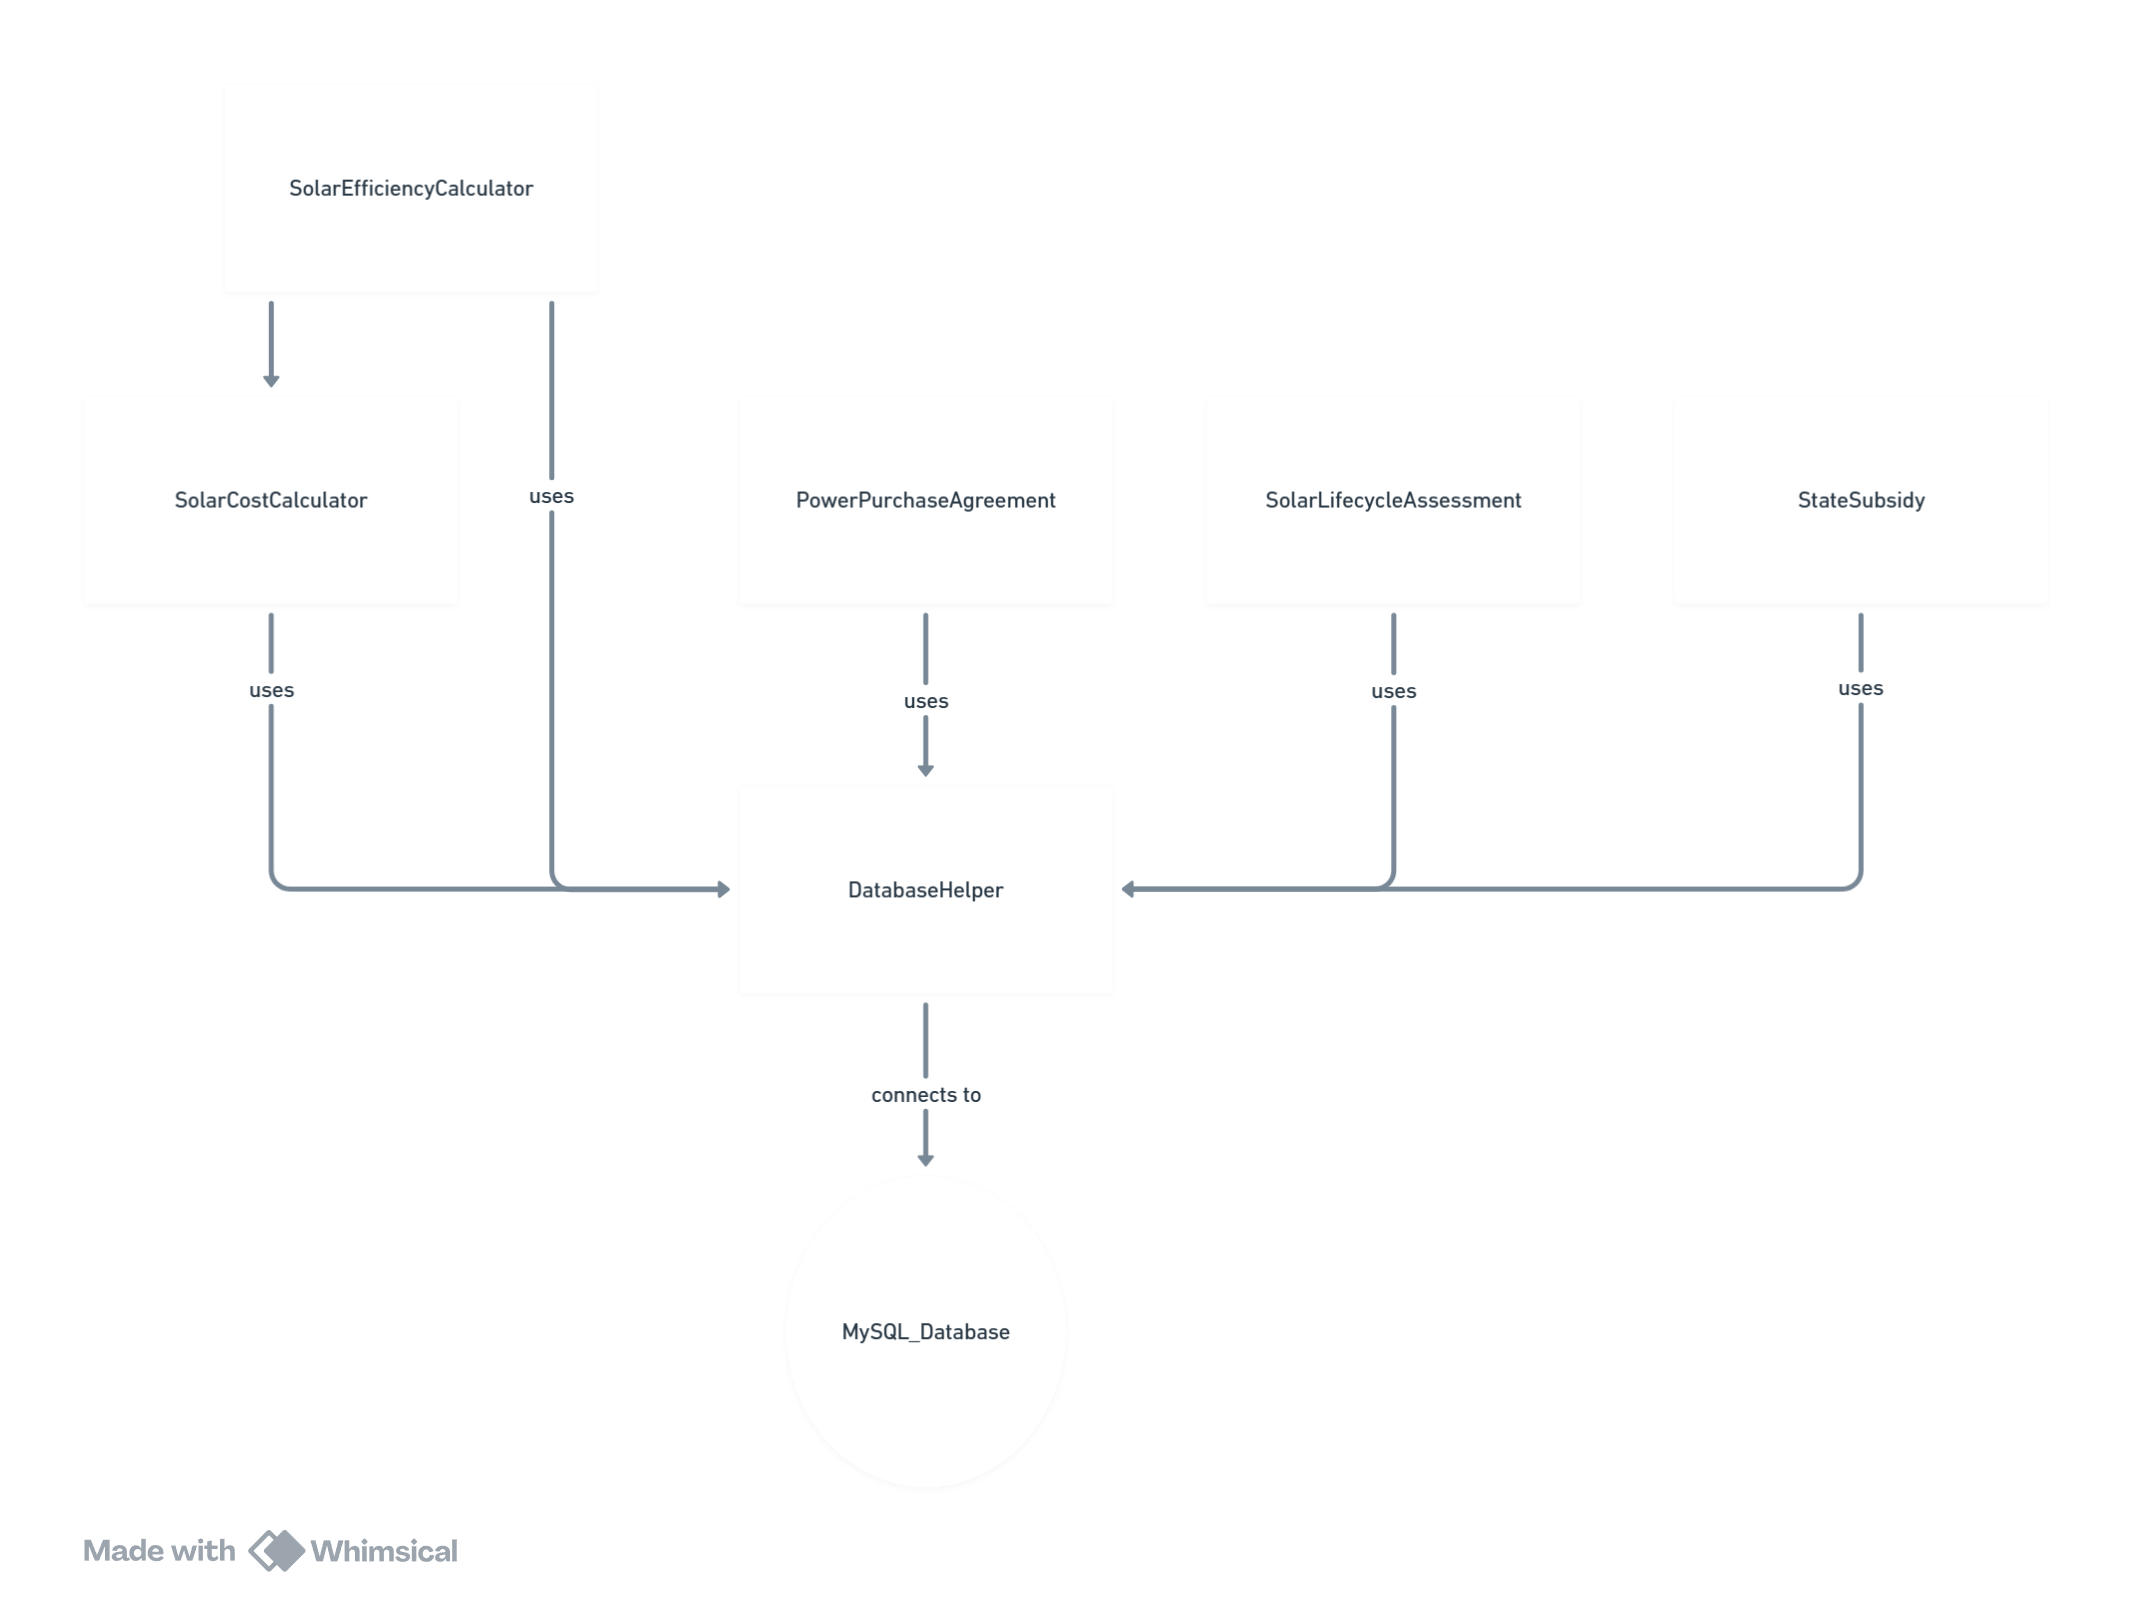 SolarEfficiencyCalculator
SolarCostCalculator
uses
PowerPurchaseAgreement
SolarLifecycleAssessment
StateSubsidy
uses
uses
uses
uses
DatabaseHelper
connects to
MySQL_Database
Made with Whimsical